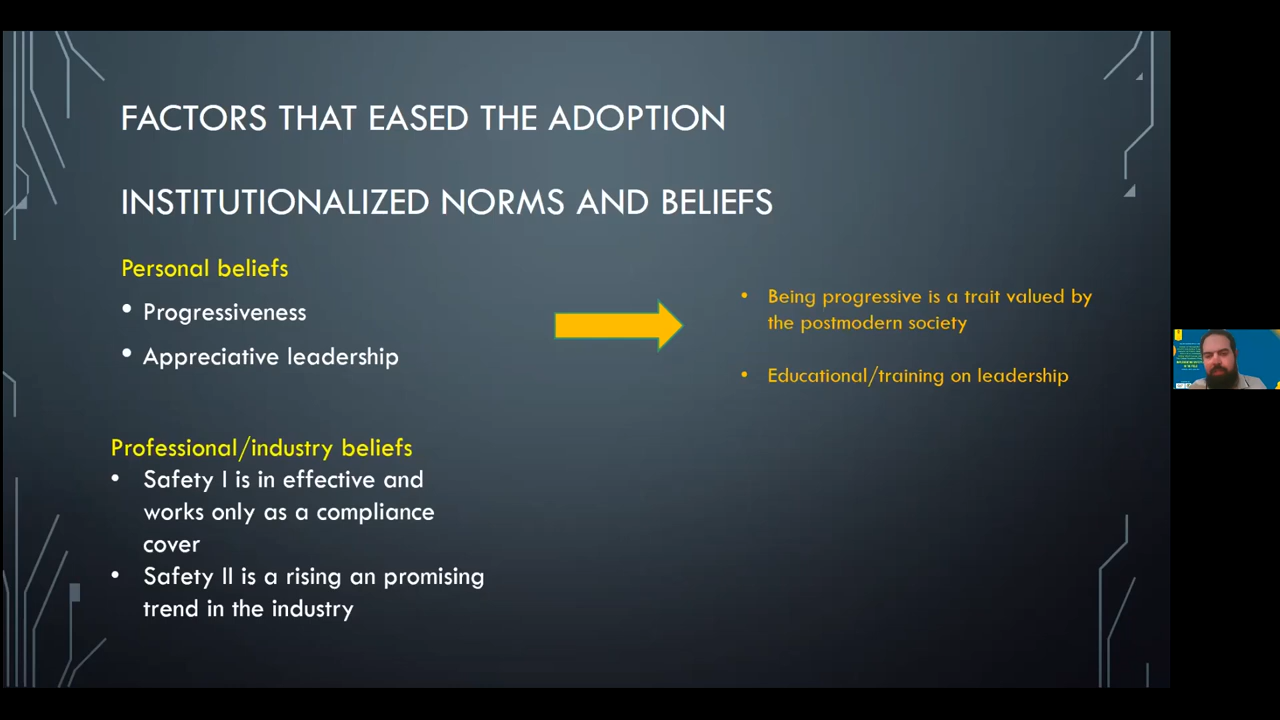 FACTORS THAT EASED THE ADOPTION
INSTITUTIONALIZED NORMS AND BELIEFS
Personal beliefs
• Progressiveness
• Appreciative leadership
• Being progressive is a trait valued by
the postmodern society
• Educational/training on leadership
Professional/industry beliefs
• Safety I is in effective and
works only as a compliance
cover
• Safety II is a rising an promising
trend in the industry